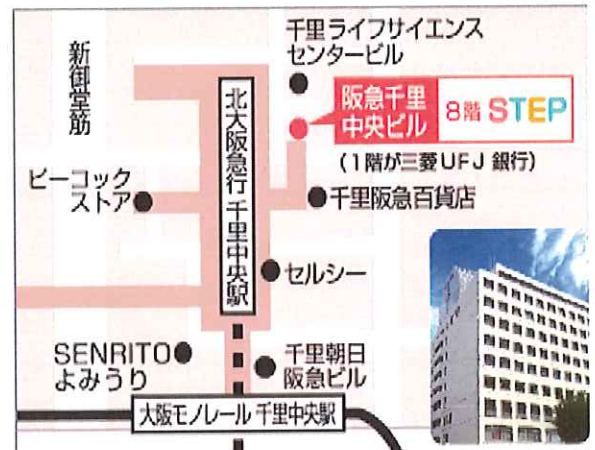 千里ライフサイエンス
センタービル
新御堂筋
阪急千里
中央ビル
8階 STEP
(1階が三菱UFJ 銀行)
北大阪急行 千里中央駅
ピーコック
ストア
千里阪急百貨店
セルシー
SENRITO
よみうり
千里朝日
阪急ビル
大阪モノレール 千里中央駅